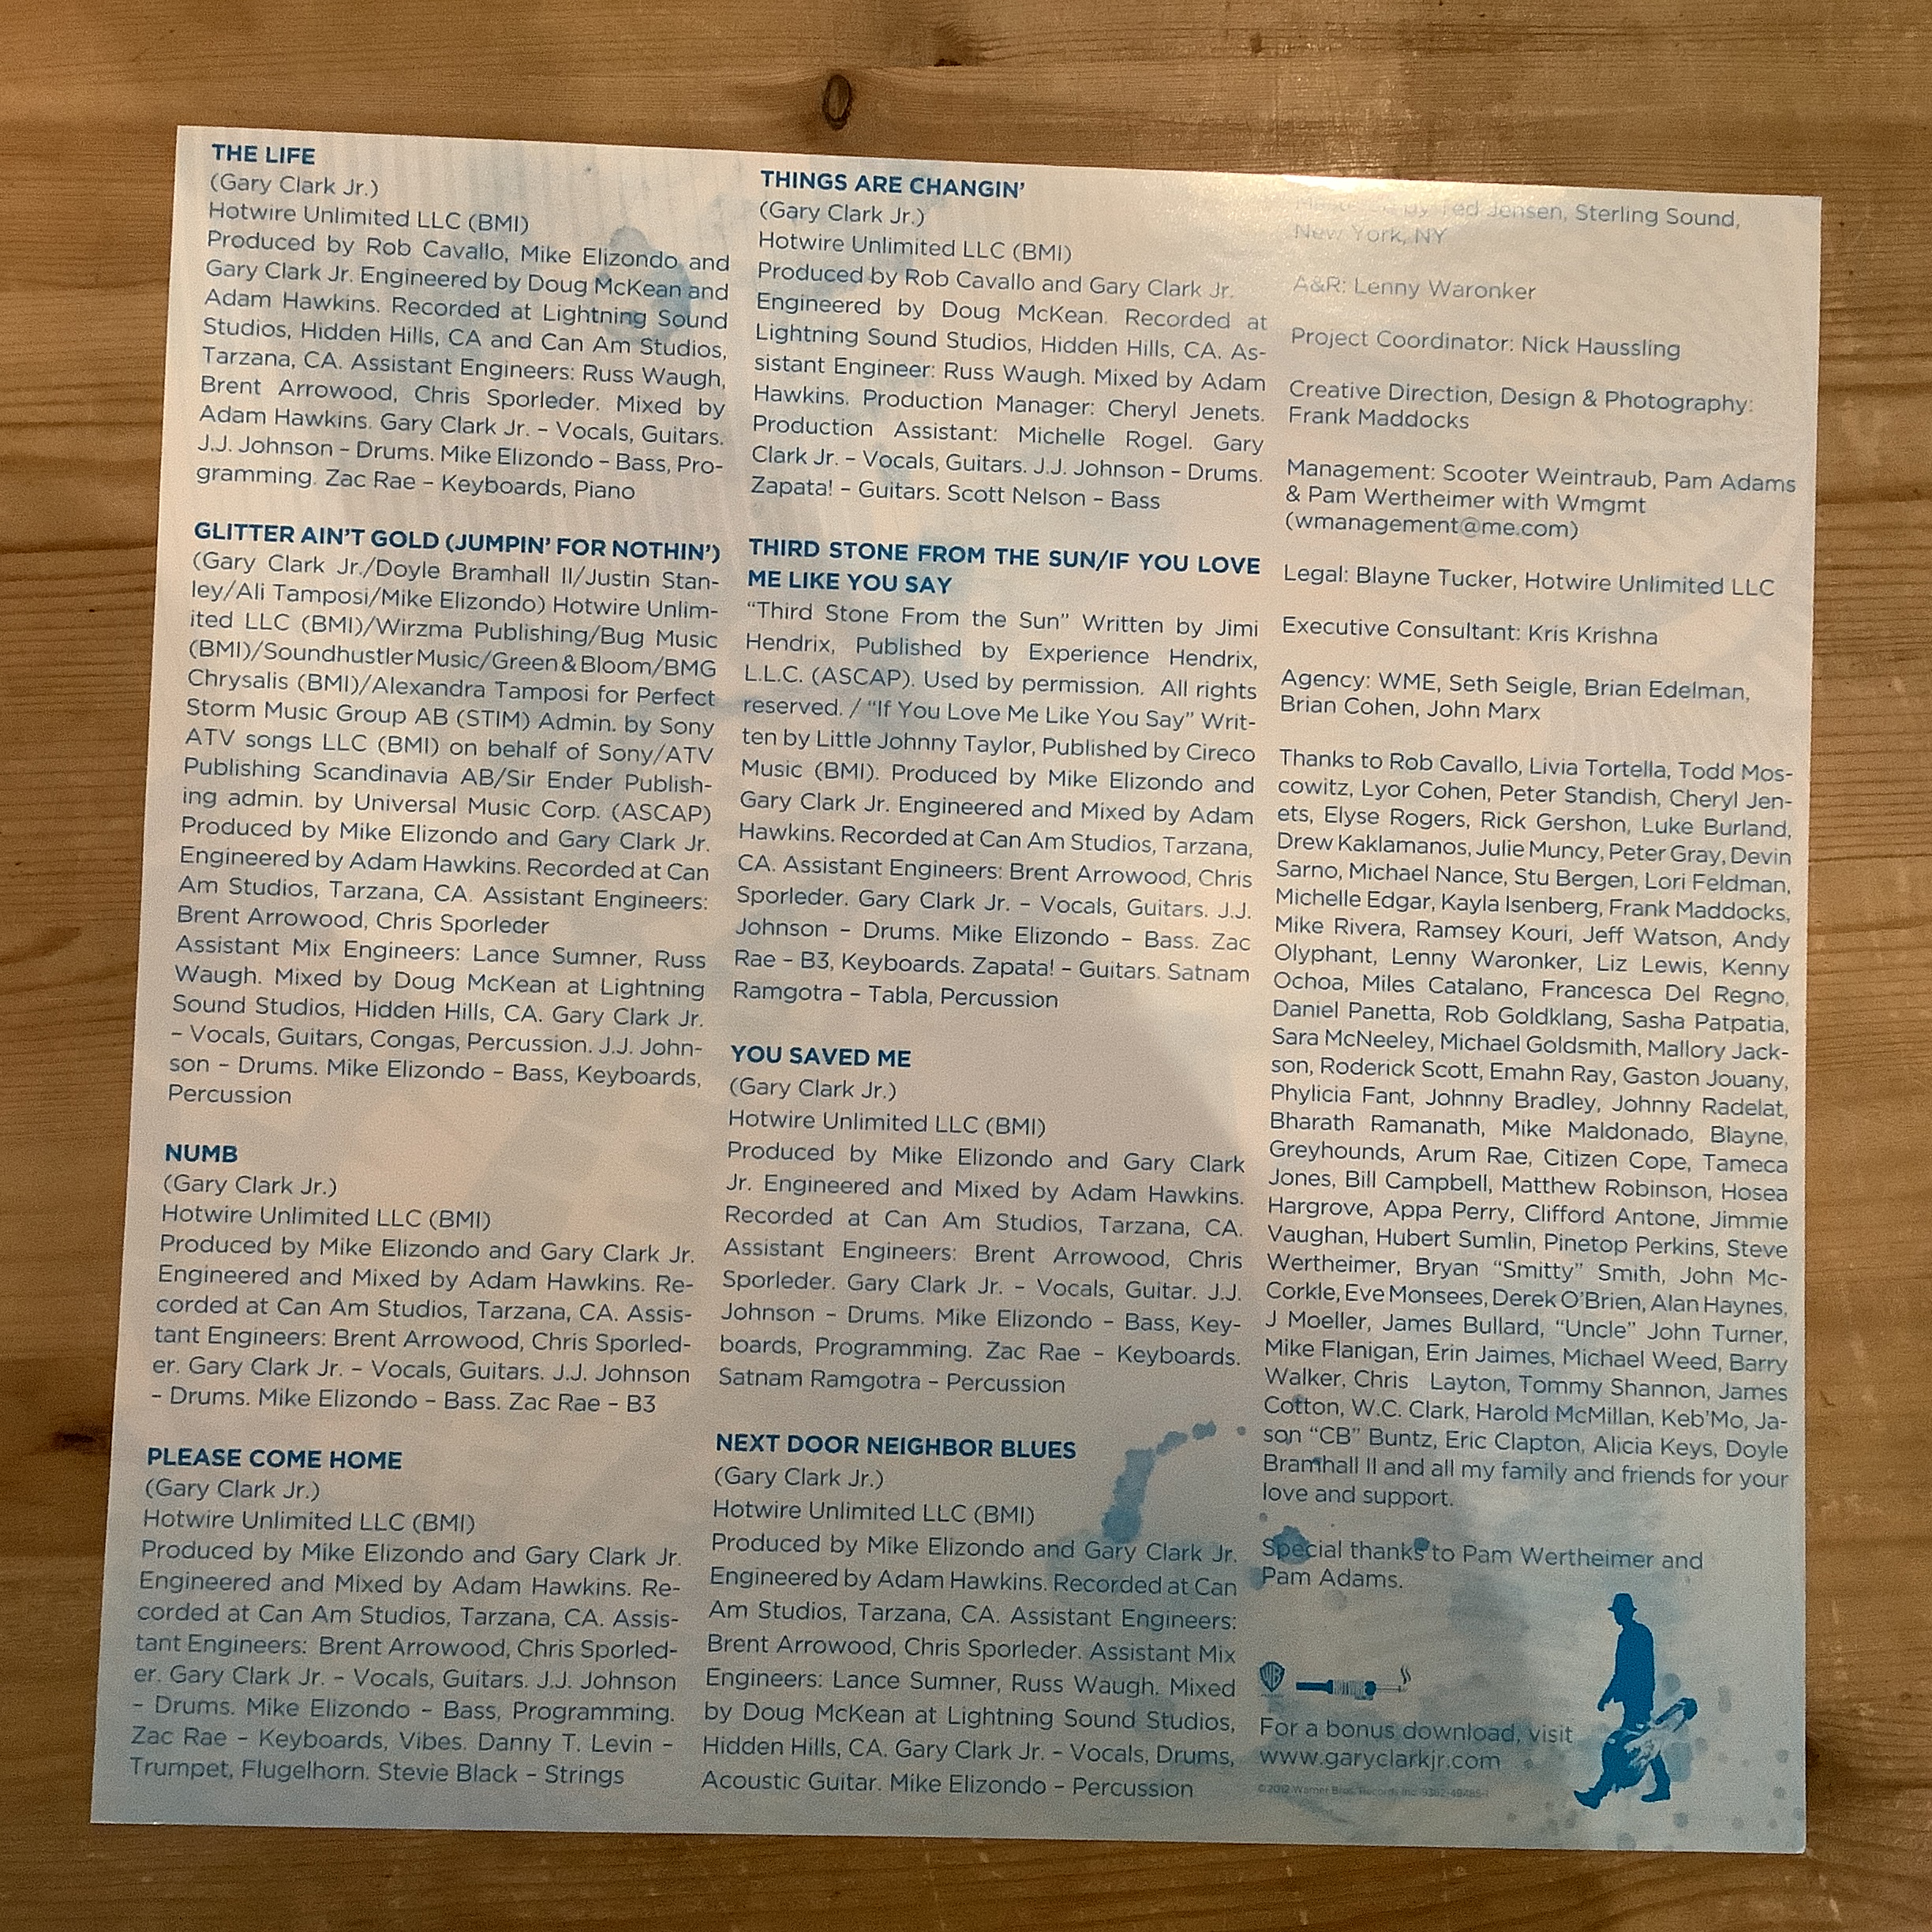 THE LIFE
(Gary Clark Jr.)
Hotwire Unlimited LLC (BMI)
Produced by Rob Cavallo, Mike Elizondo and
Gary Clark Jr. Engineered by Doug McKean and
Adam Hawkins. Recorded at Lightning Sound
Studios, Hidden Hills, CA and Can Am Studios,
Tarzana, CA. Assistant Engineers: Russ Waugh,
Brent Arrowood, Chris Sporleder. Mixed by
Adam Hawkins. Gary Clark Jr. – Vocals, Guitars.
J.J. Johnson – Drums. Mike Elizondo – Bass, Pro-
gramming. Zac Rae – Keyboards, Piano
GLITTER AIN'T GOLD (JUMPIN' FOR NOTHIN')
(Gary Clark Jr./Doyle Bramhall II/Justin Stan-
ley/Ali Tamposi/Mike Elizondo) Hotwire Unlim-
ited LLC (BMI)/Wirzma Publishing/Bug Music
(BMI)/Soundhustler Music/Green & Bloom/BMG
Chrysalis (BMI)/Alexandra Tamposi for Perfect
Storm Music Group AB (STIM) Admin. by Sony
ATV songs LLC (BMI) on behalf of Sony/ATV
Publishing Scandinavia AB/Sir Ender Publish-
ing admin. by Universal Music Corp. (ASCAP)
Produced by Mike Elizondo and Gary Clark Jr.
Engineered by Adam Hawkins. Recorded at Can
Am Studios, Tarzana, CA. Assistant Engineers:
Brent Arrowood, Chris Sporleder
Assistant Mix Engineers: Lance Sumner, Russ
Waugh. Mixed by Doug McKean at Lightning
Sound Studios, Hidden Hills, CA. Gary Clark Jr.
– Vocals, Guitars, Congas, Percussion. J.J. John-
son – Drums. Mike Elizondo – Bass, Keyboards,
Percussion
NUMB
(Gary Clark Jr.)
Hotwire Unlimited LLC (BMI)
Produced by Mike Elizondo and Gary Clark Jr.
Engineered and Mixed by Adam Hawkins. Re-
corded at Can Am Studios, Tarzana, CA. Assis-
tant Engineers: Brent Arrowood, Chris Sporled-
er. Gary Clark Jr. – Vocals, Guitars. J.J. Johnson
– Drums. Mike Elizondo – Bass. Zac Rae – B3
PLEASE COME HOME
(Gary Clark Jr.)
Hotwire Unlimited LLC (BMI)
Produced by Mike Elizondo and Gary Clark Jr.
Engineered and Mixed by Adam Hawkins. Re-
corded at Can Am Studios, Tarzana, CA. Assis-
tant Engineers: Brent Arrowood, Chris Sporled-
er. Gary Clark Jr. – Vocals, Guitars. J.J. Johnson
– Drums. Mike Elizondo – Bass, Programming.
Zac Rae – Keyboards, Vibes. Danny T. Levin –
Trumpet, Flugelhorn. Stevie Black – Strings
THINGS ARE CHANGIN'
(Gary Clark Jr.)
Hotwire Unlimited LLC (BMI)
Produced by Rob Cavallo and Gary Clark Jr.
Engineered by Doug McKean. Recorded at
Lightning Sound Studios, Hidden Hills, CA. As-
sistant Engineer: Russ Waugh. Mixed by Adam
Hawkins. Production Manager: Cheryl Jenets.
Production Assistant: Michelle Rogel. Gary
Clark Jr. – Vocals, Guitars. J.J. Johnson – Drums.
Zapata! – Guitars. Scott Nelson – Bass
THIRD STONE FROM THE SUN/IF YOU LOVE
ME LIKE YOU SAY
"Third Stone From the Sun" Written by Jimi
Hendrix, Published by Experience Hendrix,
L.L.C. (ASCAP). Used by permission. All rights
reserved. / "If You Love Me Like You Say" Writ-
ten by Little Johnny Taylor, Published by Cireco
Music (BMI). Produced by Mike Elizondo and
Gary Clark Jr. Engineered and Mixed by Adam
Hawkins. Recorded at Can Am Studios, Tarzana,
CA. Assistant Engineers: Brent Arrowood, Chris
Sporleder. Gary Clark Jr. – Vocals, Guitars. J.J.
Johnson – Drums. Mike Elizondo – Bass. Zac
Rae – B3, Keyboards. Zapata! – Guitars. Satnam
Ramgotra – Tabla, Percussion
YOU SAVED ME
(Gary Clark Jr.)
Hotwire Unlimited LLC (BMI)
Produced by Mike Elizondo and Gary Clark
Jr. Engineered and Mixed by Adam Hawkins.
Recorded at Can Am Studios, Tarzana, CA.
Assistant Engineers: Brent Arrowood, Chris
Sporleder. Gary Clark Jr. – Vocals, Guitar. J.J.
Johnson – Drums. Mike Elizondo – Bass, Key-
boards, Programming. Zac Rae – Keyboards.
Satnam Ramgotra – Percussion
NEXT DOOR NEIGHBOR BLUES
(Gary Clark Jr.)
Hotwire Unlimited LLC (BMI)
Produced by Mike Elizondo and Gary Clark Jr.
Engineered by Adam Hawkins. Recorded at Can
Am Studios, Tarzana, CA. Assistant Engineers:
Brent Arrowood, Chris Sporleder. Assistant Mix
Engineers: Lance Sumner, Russ Waugh. Mixed
by Doug McKean at Lightning Sound Studios,
Hidden Hills, CA. Gary Clark Jr. – Vocals, Drums,
Acoustic Guitar. Mike Elizondo – Percussion
by Ted Jensen, Sterling Sound,
New York, NY
A&R: Lenny Waronker
Project Coordinator: Nick Haussling
Creative Direction, Design & Photography:
Frank Maddocks
Management: Scooter Weintraub, Pam Adams
& Pam Wertheimer with Wmgmt
(wmanagement@me.com)
Legal: Blayne Tucker, Hotwire Unlimited LLC
Executive Consultant: Kris Krishna
Agency: WME, Seth Seigle, Brian Edelman,
Brian Cohen, John Marx
Thanks to Rob Cavallo, Livia Tortella, Todd Mos-
cowitz, Lyor Cohen, Peter Standish, Cheryl Jen-
ets, Elyse Rogers, Rick Gershon, Luke Burland,
Drew Kaklamanos, Julie Muncy, Peter Gray, Devin
Sarno, Michael Nance, Stu Bergen, Lori Feldman,
Michelle Edgar, Kayla Isenberg, Frank Maddocks,
Mike Rivera, Ramsey Kouri, Jeff Watson, Andy
Olyphant, Lenny Waronker, Liz Lewis, Kenny
Ochoa, Miles Catalano, Francesca Del Regno,
Daniel Panetta, Rob Goldklang, Sasha Patpatia,
Sara McNeeley, Michael Goldsmith, Mallory Jack-
son, Roderick Scott, Emahn Ray, Gaston Jouany,
Phylicia Fant, Johnny Bradley, Johnny Radelat,
Bharath Ramanath, Mike Maldonado, Blayne,
Greyhounds, Arum Rae, Citizen Cope, Tameca
Jones, Bill Campbell, Matthew Robinson, Hosea
Hargrove, Appa Perry, Clifford Antone, Jimmie
Vaughan, Hubert Sumlin, Pinetop Perkins, Steve
Wertheimer, Bryan "Smitty" Smith, John Mc-
Corkle, Eve Monsees, Derek O'Brien, Alan Haynes,
J Moeller, James Bullard, "Uncle" John Turner,
Mike Flanigan, Erin Jaimes, Michael Weed, Barry
Walker, Chris Layton, Tommy Shannon, James
Cotton, W.C. Clark, Harold McMillan, Keb'Mo, Ja-
son "CB" Buntz, Eric Clapton, Alicia Keys, Doyle
Bramhall II and all my family and friends for your
love and support.
Special thanks to Pam Wertheimer and
Pam Adams.
WB
For a bonus download, visit
www.garyclarkjr.com
©2012 Warner Bros. Records Inc.